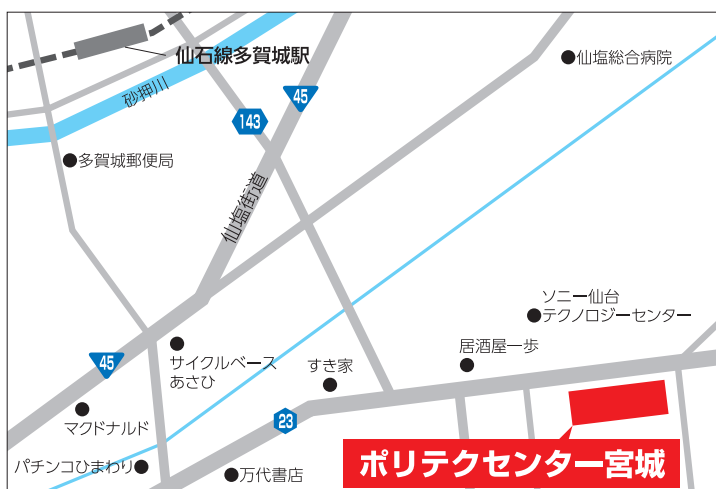 仙石線多賀城駅
仙塩総合病院
砂押川
45
143
多賀城郵便局
仙塩街道
ソニー仙台
テクノロジーセンター
居酒屋一歩
サイクルベース
あさひ
すき家
45
マクドナルド
23
ポリテクセンター宮城
パチンコひまわり
万代書店